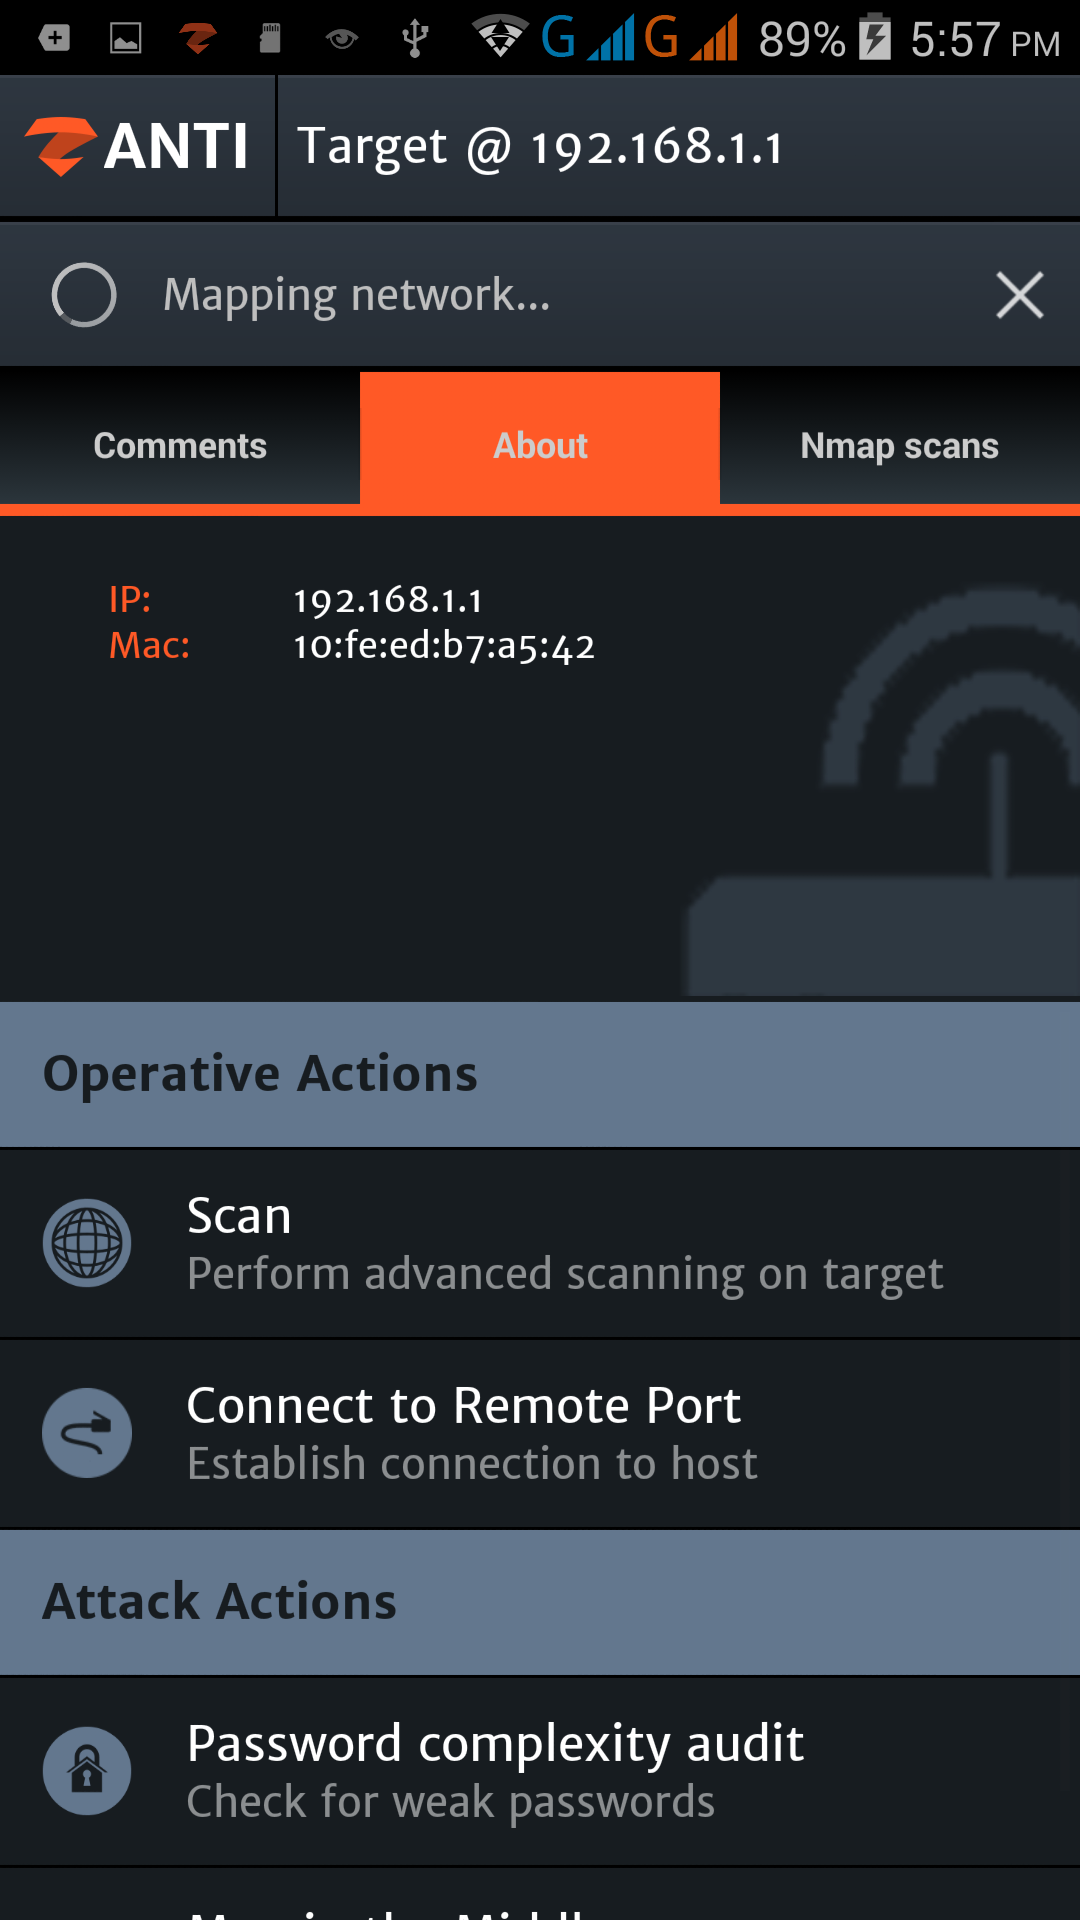 G G 89% 5:57 PM
ANTI Target @ 192.168.1.1
Mapping network...
Comments About Nmap scans
IP: 192.168.1.1
Mac: 10:fe:ed:b7:a5:42
Operative Actions
Scan
Perform advanced scanning on target
Connect to Remote Port
Establish connection to host
Attack Actions
Password complexity audit
Check for weak passwords